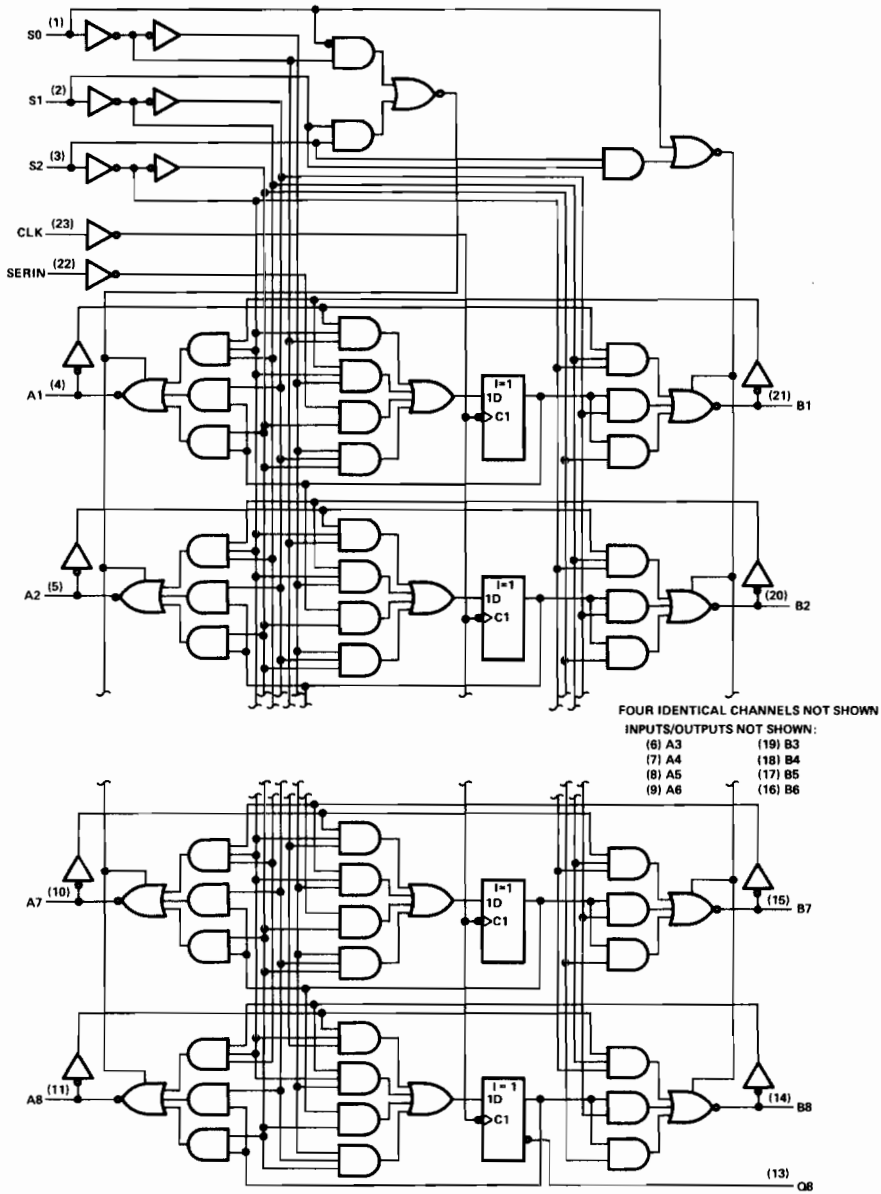 S0 (1)
S1 (2)
S2 (3)
CLK (23)
SERIN (22)
A1 (4)
I=1
1D
C1
(21) B1
A2 (5)
I=1
1D
C1
(20) B2
FOUR IDENTICAL CHANNELS NOT SHOWN
INPUTS/OUTPUTS NOT SHOWN:
(6) A3 (19) B3
(7) A4 (18) B4
(8) A5 (17) B5
(9) A6 (16) B6
A7 (10)
I=1
1D
C1
(15) B7
A8 (11)
I=1
1D
C1
(14) B8
(13) Q8